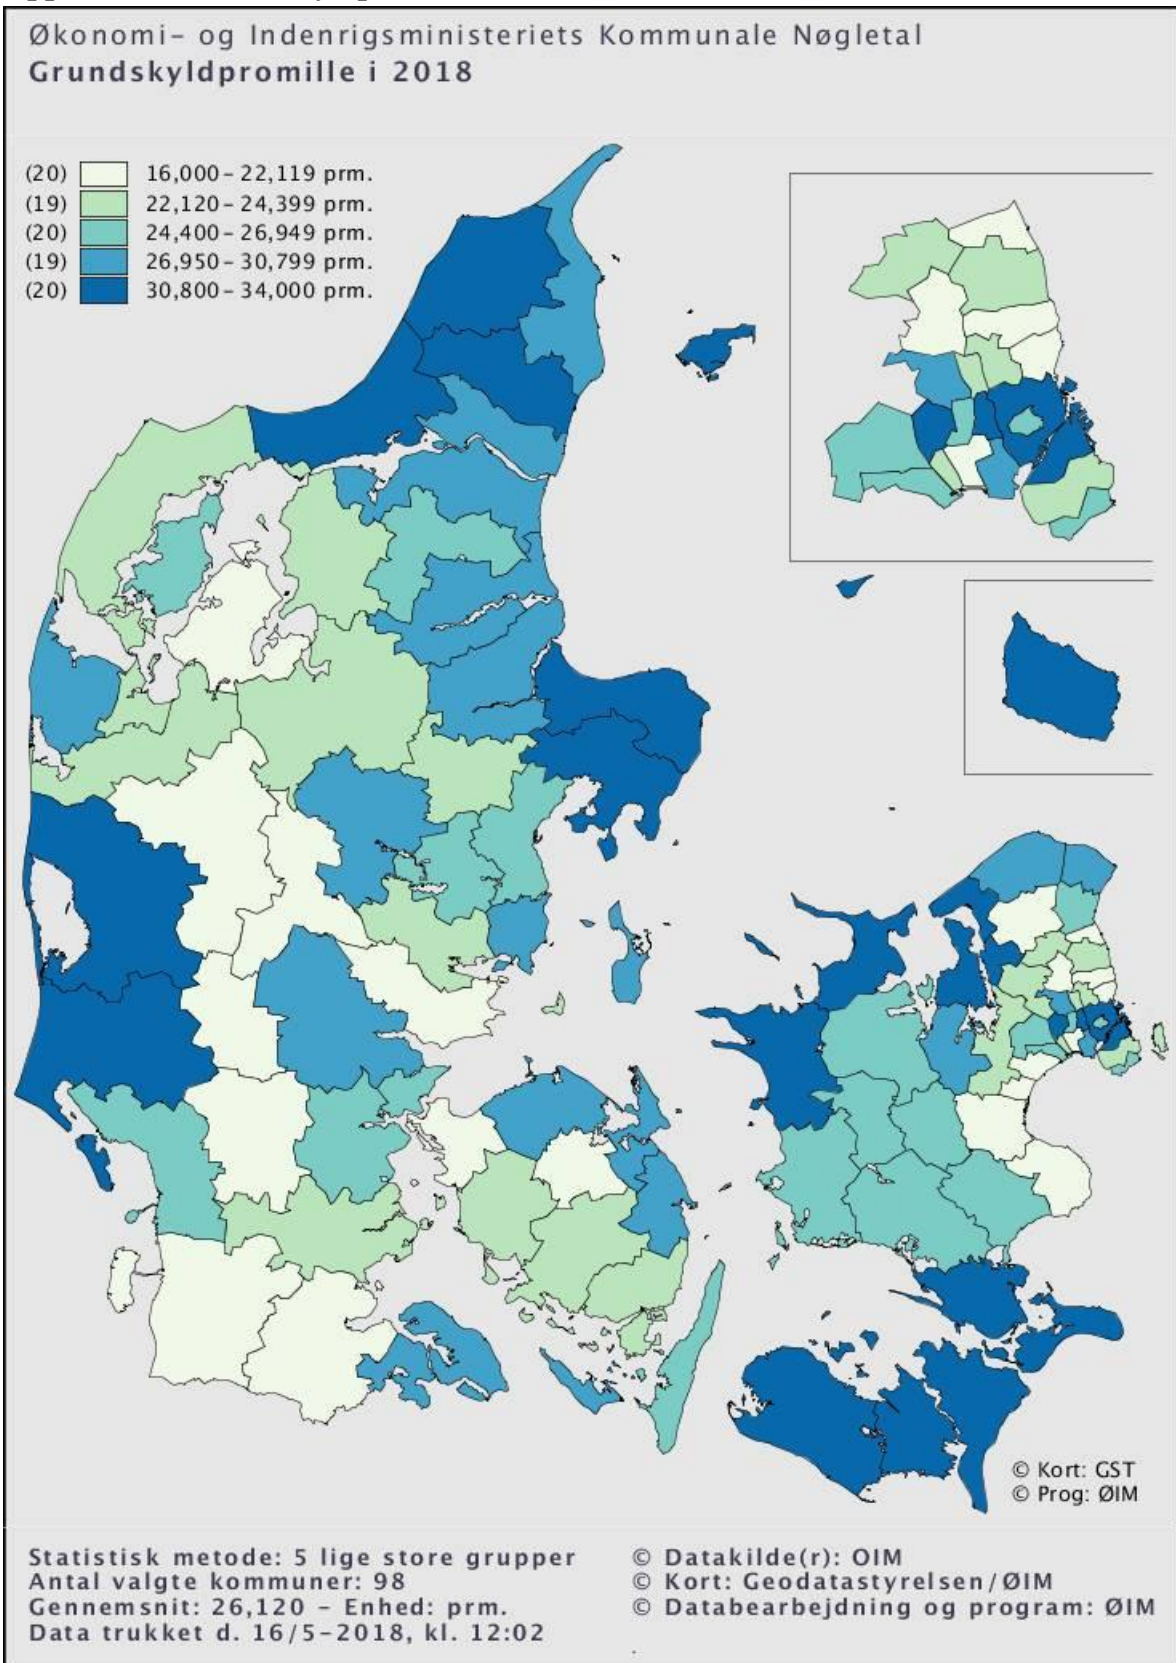 Økonomi- og Indenrigsministeriets Kommunale Nøgletal
Grundskyldpromille i 2018
(20) 16,000-22,119 prm.
(19) 22,120-24,399 prm.
(20) 24,400-26,949 prm.
(19) 26,950-30,799 prm.
(20) 30,800-34,000 prm.
© Kort: GST
© Prog: ØIM
Statistisk metode: 5 lige store grupper
Antal valgte kommuner: 98
Gennemsnit: 26,120 - Enhed: prm.
Data trukket d. 16/5-2018, kl. 12:02
© Datakilde(r): OIM
© Kort: Geodatastyrelsen/ØIM
© Databearbejdning og program: ØIM